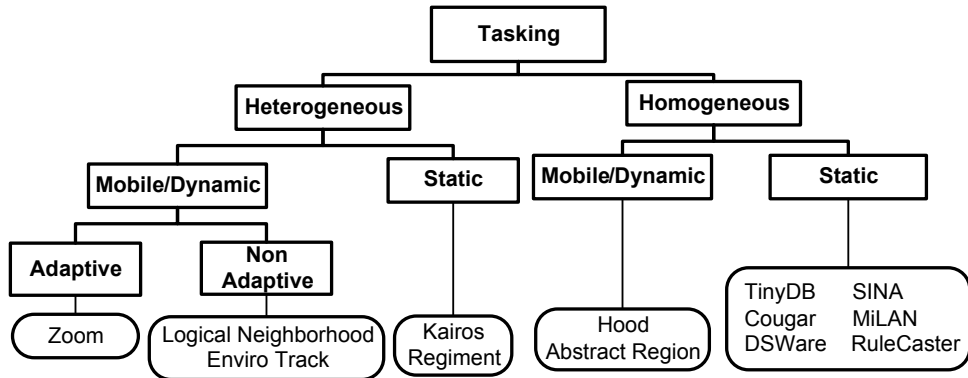 Tasking
Heterogeneous
Homogeneous
Mobile/Dynamic
Static
Mobile/Dynamic
Static
Adaptive
Non
Adaptive
Zoom
Logical Neighborhood
Enviro Track
Kairos
Regiment
Hood
Abstract Region
TinyDB SINA
Cougar MiLAN
DSWare RuleCaster